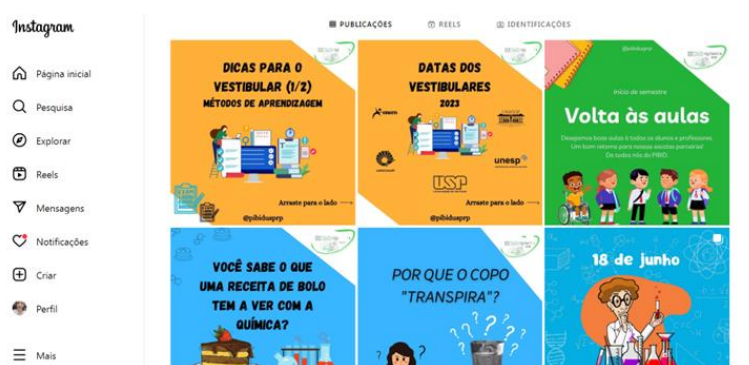 Instagram
Página inicial
Pesquisa
Explorar
Reels
Mensagens
Notificações
Criar
Perfil
Mais
PUBLICAÇÕES
REELS
IDENTIFICAÇÕES
DICAS PARA O
VESTIBULAR (1/2)
MÉTODOS DE APRENDIZAGEM
Arraste para o lado
@pibidusprp
DATAS DOS
VESTIBULARES
2023
unesp
USP
Arraste para o lado
@pibidusprp
@pibidusprp
Início de semestre
Volta às aulas
Desejamos boas aulas à todos os alunos e professores.
Um bom retorno para nossas escolas parceiras!
De todos nós do PIBID.
VOCÊ SABE O QUE
UMA RECEITA DE BOLO
TEM A VER COM A
QUÍMICA?
POR QUE O COPO
"TRANSPIRA"?
? ? ? ?
?
18 de junho